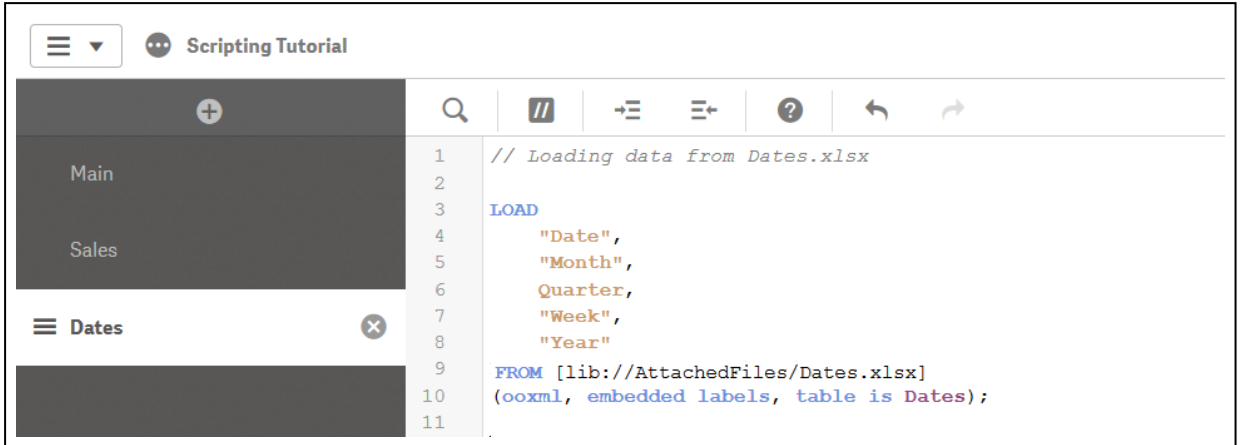 Scripting Tutorial
Main
Sales
Dates
1 // Loading data from Dates.xlsx
2
3 LOAD
4 "Date",
5 "Month",
6 Quarter,
7 "Week",
8 "Year"
9 FROM [lib://AttachedFiles/Dates.xlsx]
10 (ooxml, embedded labels, table is Dates);
11